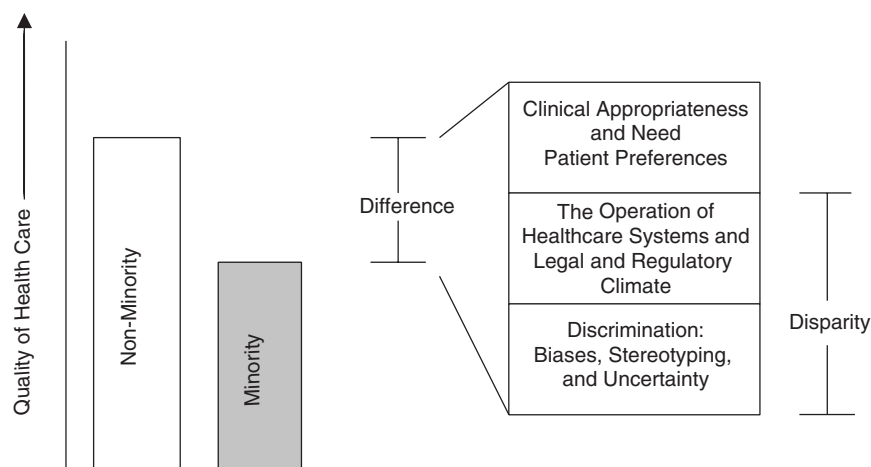 Quality of Health Care
Non-Minority
Minority
Difference
Clinical Appropriateness
and Need
Patient Preferences
The Operation of
Healthcare Systems and
Legal and Regulatory
Climate
Discrimination:
Biases, Stereotyping,
and Uncertainty
Disparity